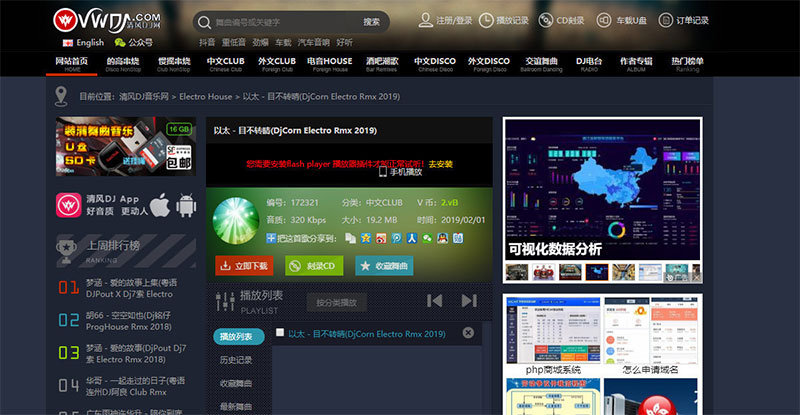 VWDJ.COM
清风DJ网
舞曲编号或关键字
搜索
注册/登录
播放记录
CD刻录
车载U盘
订单记录
English
公众号
抖音 重低音 劲爆 车载 汽车音响 好听
网站首页 的高串烧 慢摇串烧 中文CLUB 外文CLUB 电音HOUSE 酒吧潮歌 中文DISCO 外文DISCO 交谊舞曲 DJ电台 作者专辑 热门榜单
HOME Disco NonStop Club NonStop Chinese Club Foreign Club Bar Remixes Chinese Disco Foreign Disco Ballroom Dancing RADIO ALBUM Ranking
目前位置：清风DJ音乐网 > Electro House > 以太 - 目不转睛(DjCorn Electro Rmx 2019)
装满舞曲音乐
U盘
SD卡
16 GB
SF
包邮
清风DJ App
好音质 更动人
上周排行榜
RANKING
01
梦涵 - 爱的故事上集(粤语
DJPout X Dj7索 Electro
02
胡66 - 空空如也(Dj铭仔
ProgHouse Rmx 2018)
03
梦涵 - 爱的故事(DjPout Dj7
索 Electro Rmx 2018)
04
华哥 - 一起走过的日子(粤语
连州DJ阿良 Club Rmx
以太 - 目不转睛(DjCorn Electro Rmx 2019)
您需要安装flash player 播放器插件才能正常试听！去安装
手机播放
编号：172321 分类：中文CLUB V 币：2.vB
音质：320 Kbps 大小：19.2 MB 时间：2019/02/01
把这首歌分享到：
立即下载
刻录CD
收藏舞曲
播放列表
PLAYLIST
按分类播放
播放列表
以太 - 目不转睛(DjCorn Electro Rmx 2019)
历史记录
收藏舞曲
最新舞曲
可视化数据分析
php商城系统
怎么申请域名